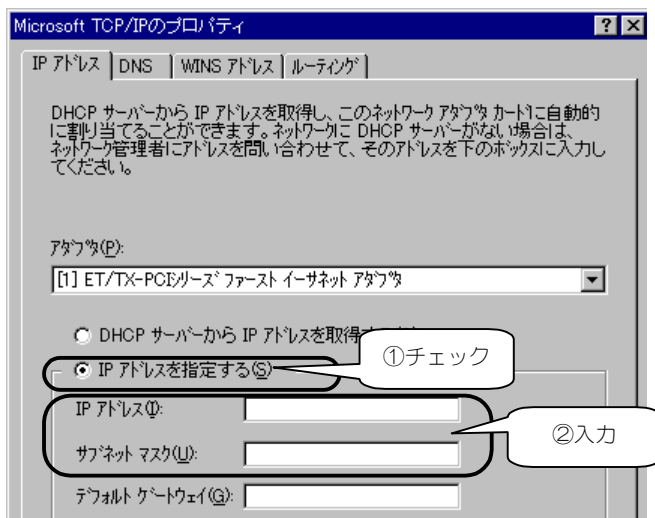 Microsoft TCP/IPのプロパティ
IP アドレス DNS WINS アドレス ルーティング
DHCP サーバーから IP アドレスを取得し、このネットワーク アダプタ カードに自動的
に割り当てることができます。ネットワークに DHCP サーバーがない場合は、
ネットワーク管理者にアドレスを問い合わせて、そのアドレスを下のボックスに入力し
てください。
アダプタ(P):
[1] ET/TX-PCIシリーズ ファースト イーサネット アダプタ
DHCP サーバーから IP アドレスを取得
①チェック
IP アドレスを指定する(S)
IP アドレス(I):
②入力
サブネット マスク(U):
デフォルト ゲートウェイ(G):